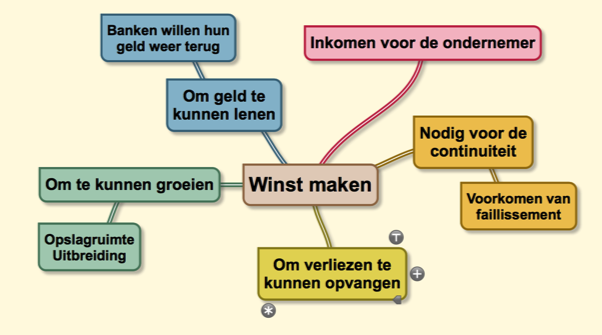 Banken willen hun
geld weer terug
Inkomen voor de ondernemer
Om geld te
kunnen lenen
Nodig voor de
continuiteit
Om te kunnen groeien
Winst maken
Voorkomen van
faillissement
Opslagruimte
Uitbreiding
Om verliezen te
kunnen opvangen